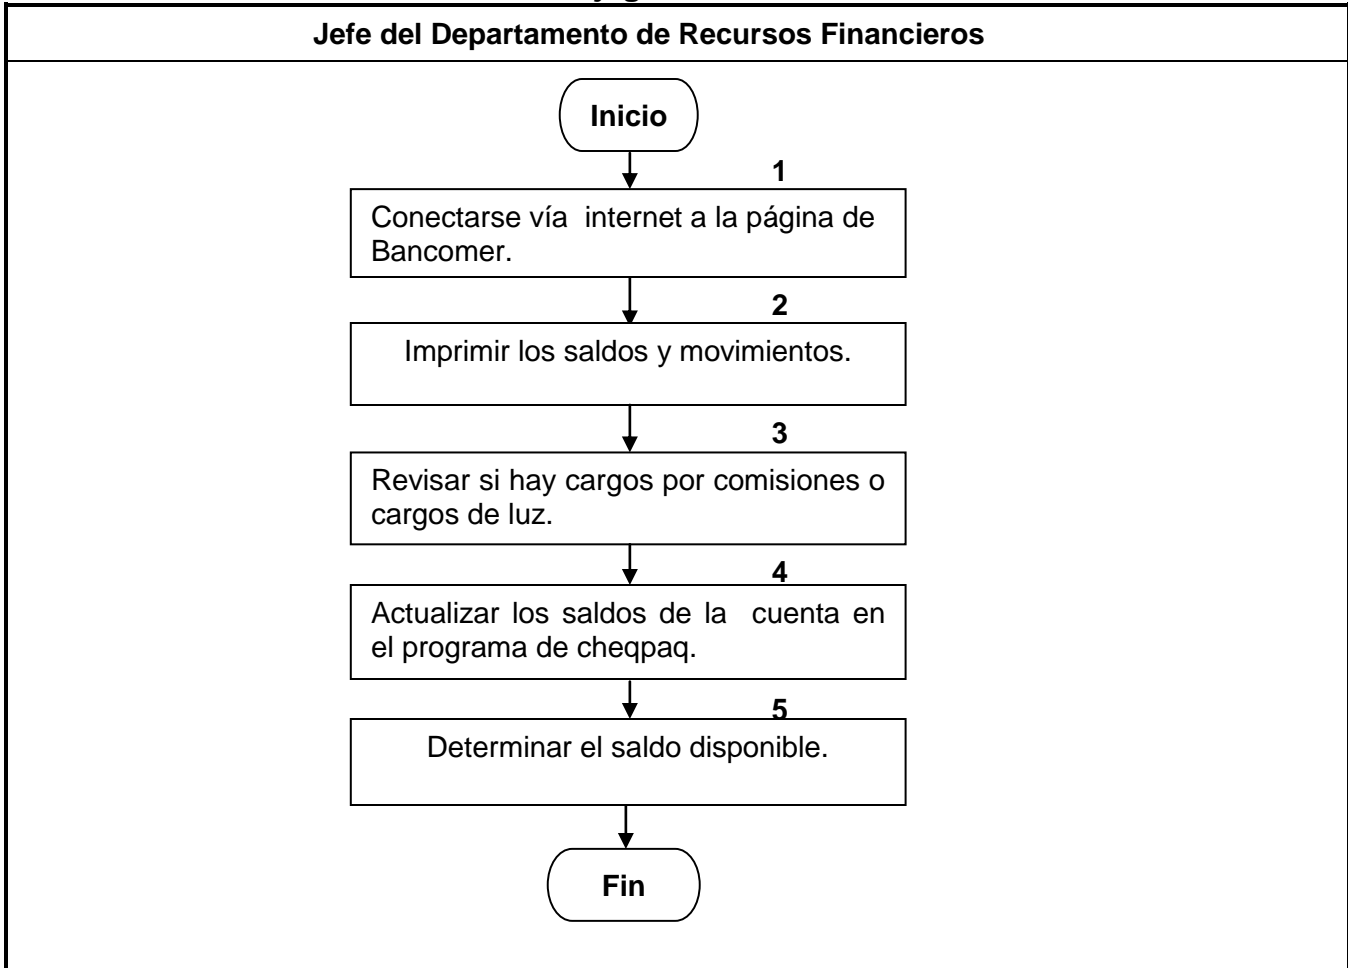 Jefe del Departamento de Recursos Financieros
Inicio
1
Conectarse vía internet a la página de
Bancomer.
2
Imprimir los saldos y movimientos.
3
Revisar si hay cargos por comisiones o
cargos de luz.
4
Actualizar los saldos de la cuenta en
el programa de cheqpaq.
5
Determinar el saldo disponible.
Fin